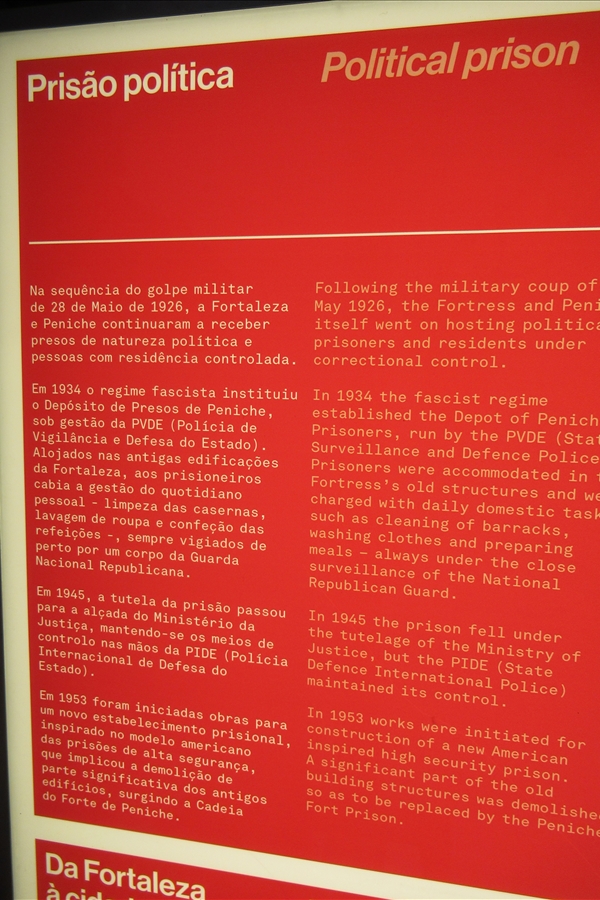 Prisão política
Na sequência do golpe militar
de 28 de Maio de 1926, a Fortaleza
e Peniche continuaram a receber
presos de natureza política e
pessoas com residência controlada.
Em 1934 o regime fascista instituiu
o Depósito de Presos de Peniche,
sob gestão da PVDE (Polícia de
Vigilância e Defesa do Estado).
Alojados nas antigas edificações
da Fortaleza, aos prisioneiros
cabia a gestão do quotidiano
pessoal – limpeza das casernas,
lavagem de roupa e confeção das
refeições –, sempre vigiados de
perto por um corpo da Guarda
Nacional Republicana.
Em 1945, a tutela da prisão passou
para a alçada do Ministério da
Justiça, mantendo-se os meios de
controlo nas mãos da PIDE (Polícia
Internacional de Defesa do
Estado).
Em 1953 foram iniciadas obras para
um novo estabelecimento prisional,
inspirado no modelo americano
das prisões de alta segurança,
que implicou a demolição de
parte significativa dos antigos
edifícios, surgindo a Cadeia
do Forte de Peniche.
Political prison
Following the military coup of
May 1926, the Fortress and Peni
itself went on hosting politica
prisoners and residents under
correctional control.
In 1934 the fascist regime
established the Depot of Penich
Prisoners, run by the PVDE (Stat
Surveillance and Defence Police
Prisoners were accommodated in t
Fortress's old structures and we
charged with daily domestic task
such as cleaning of barracks,
washing clothes and preparing
meals – always under the close
surveillance of the National
Republican Guard.
In 1945 the prison fell under
the tutelage of the Ministry of
Justice, but the PIDE (State
Defence International Police)
maintained its control.
In 1953 works were initiated for
construction of a new American
inspired high security prison.
A significant part of the old
building structures was demolishe
so as to be replaced by the Peniche
Fort Prison.
Da Fortaleza